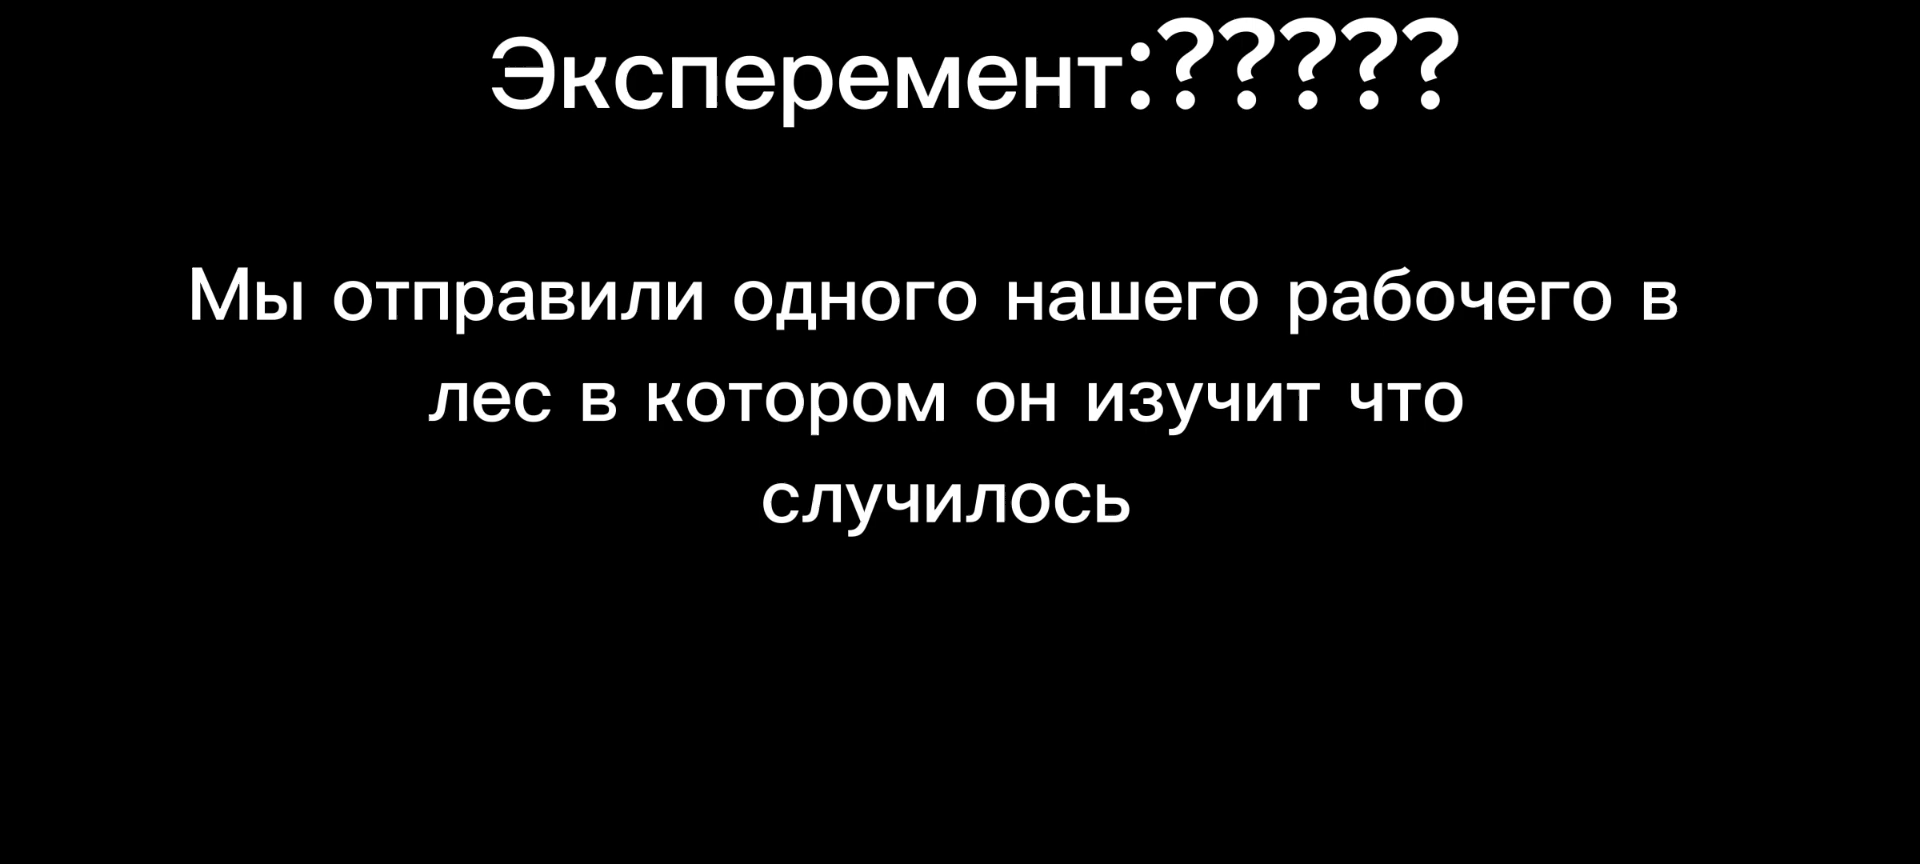 Эксперемент:?????
Мы отправили одного нашего рабочего в
лес в котором он изучит что
случилось